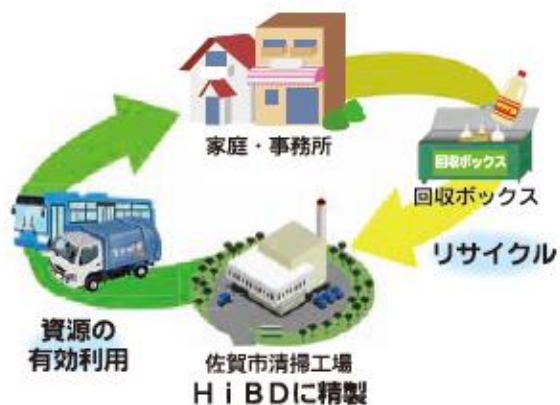 家庭・事務所
回収ボックス
回収ボックス
リサイクル
資源の
有効利用
佐賀市清掃工場
HiBDに精製